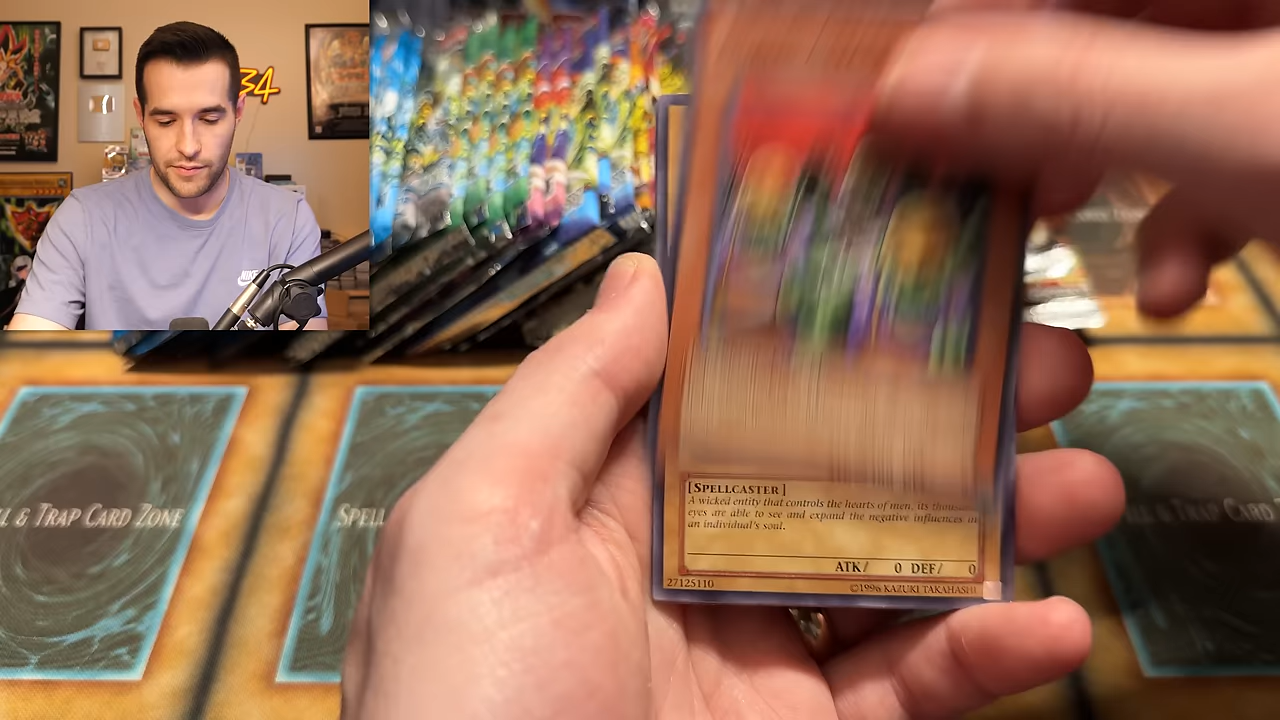 34
NIKE
[SPELLCASTER]
A wicked entity that controls the hearts of men, its
eyes are able to see and expand the negative influences in
an individual's soul.
ATK/ 0 DEF/ 0
27125110 ©1996 KAZUKI TAKAHASHI
& TRAP CARD ZONE
SPELL
& TRAP CARD